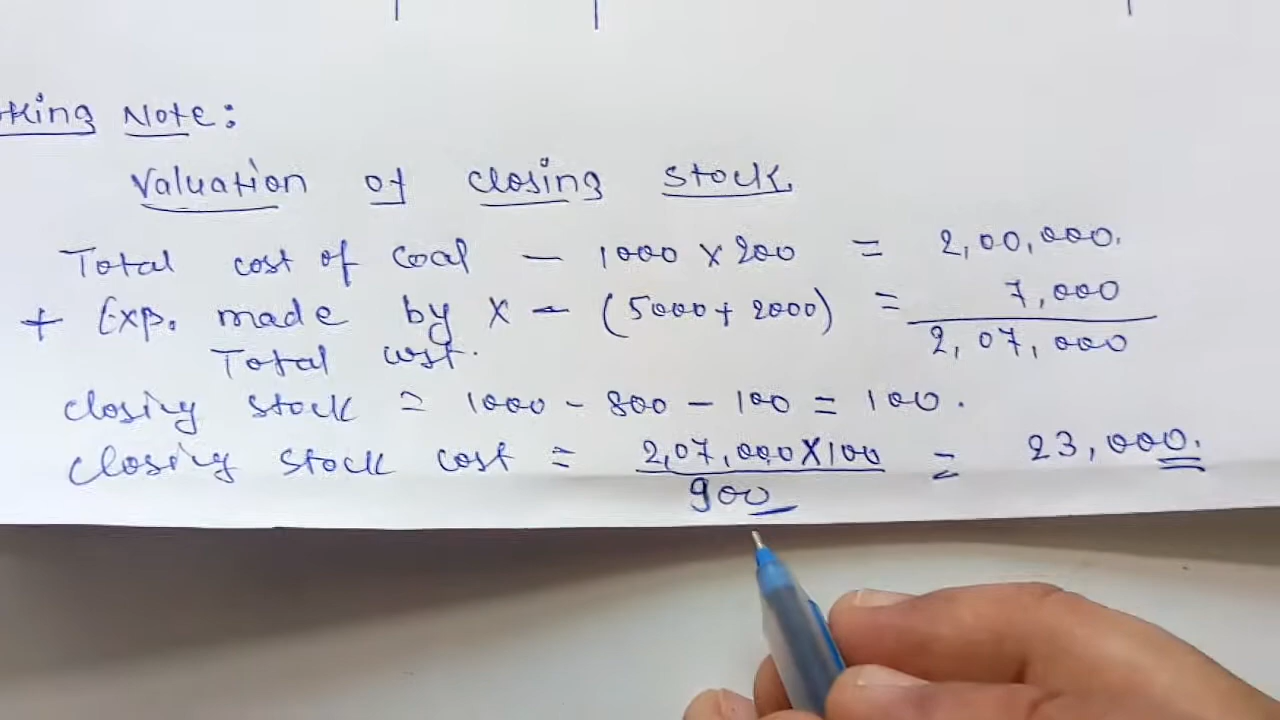 king Note:
Valuation of closing stock
Total cost of coal - 1000 × 200 = 2,00,000.
+ Exp. made by X - (5000 + 2000) = 7,000
Total cost. 2,07,000
closing stock = 1000 - 800 - 100 = 100.
closing stock cost = 2,07,000 X 100 = 23,000.
900